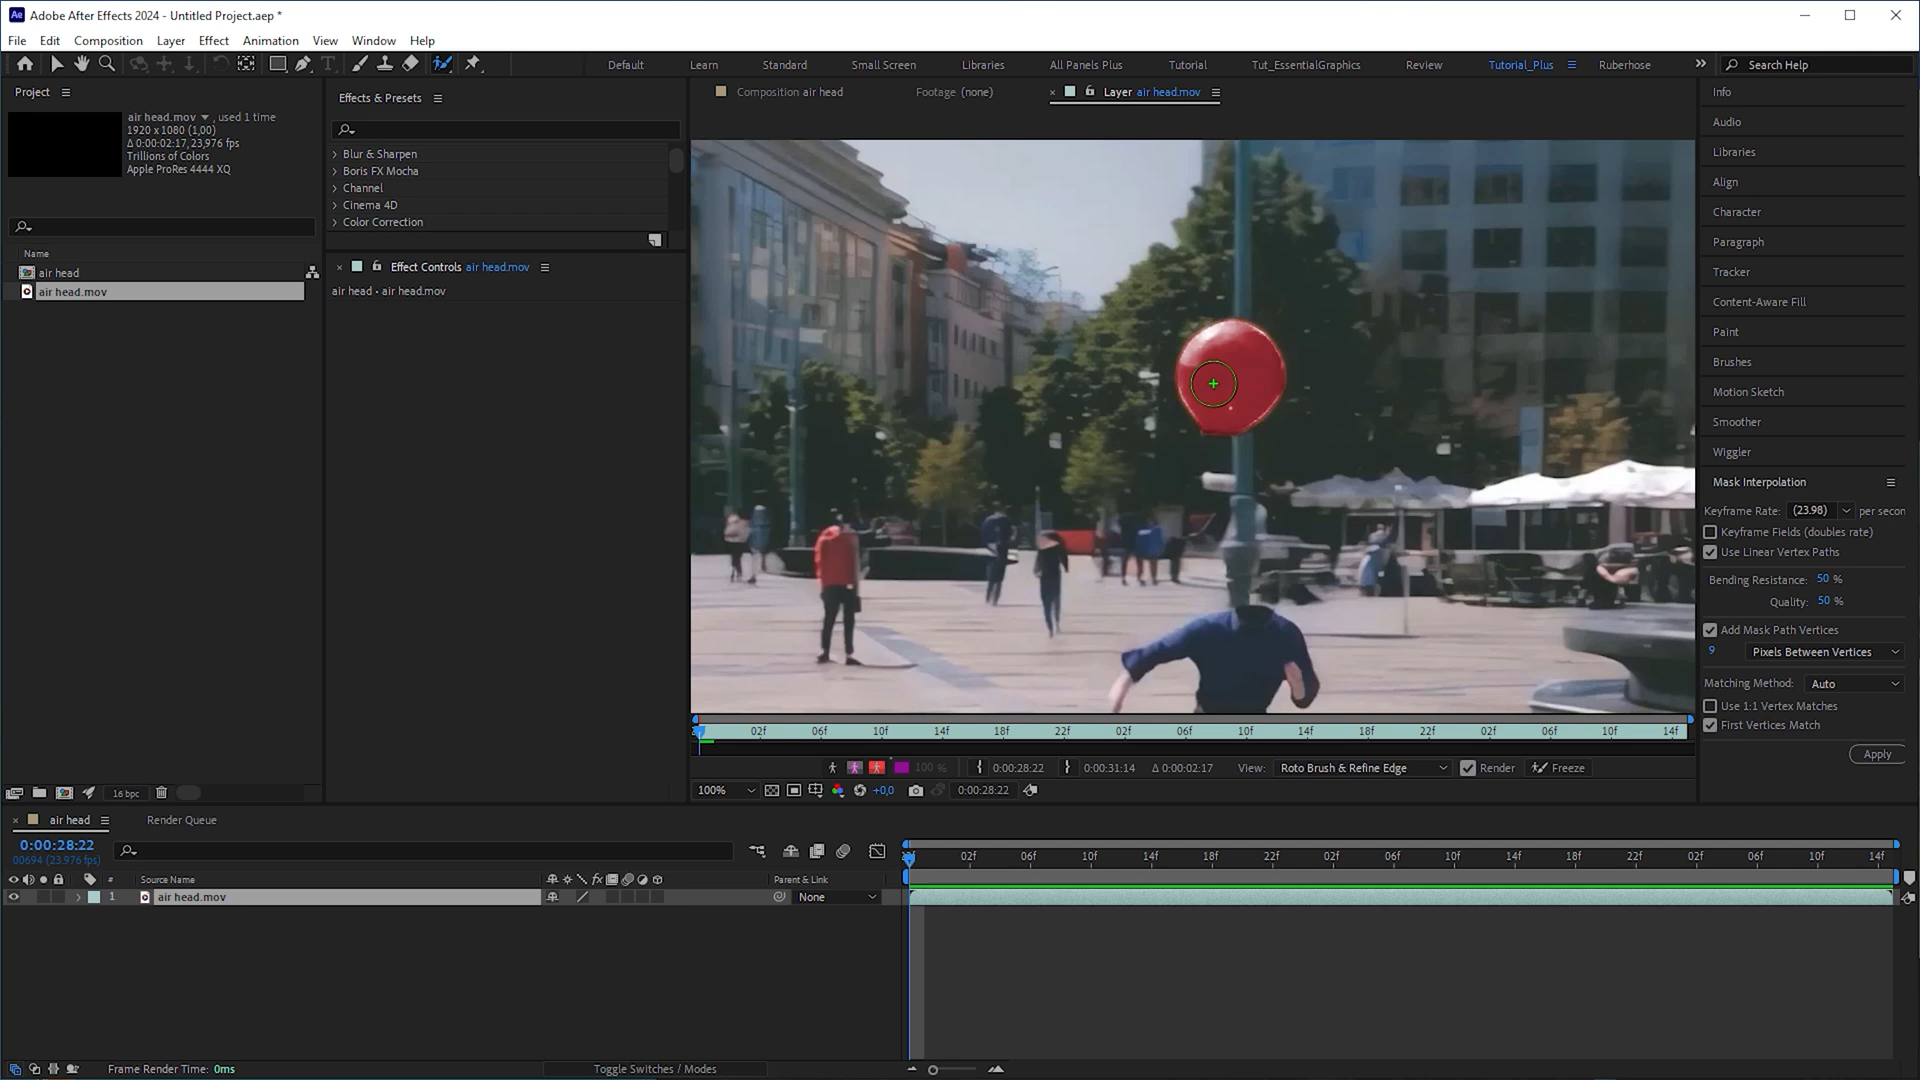 Adobe After Effects 2024 - Untitled Project.aep *
File Edit Composition Layer Effect Animation View Window Help
Default Learn Standard Small Screen Libraries All Panels Plus Tutorial Tut_EssentialGraphics Review Tutorial_Plus Ruberhose Search Help
Project
air head.mov , used 1 time
1920 x 1080 (1,00)
Δ 0:00:02:17, 23,976 fps
Trillions of Colors
Apple ProRes 4444 XQ
Name
air head
air head.mov
16 bpc
Effects & Presets
Blur & Sharpen
Boris FX Mocha
Channel
Cinema 4D
Color Correction
Effect Controls air head.mov
air head • air head.mov
Composition air head Footage (none) Layer air head.mov
02f 06f 10f 14f 18f 22f 02f 06f 10f 14f 18f 22f 02f 06f 10f 14f
100 % 0:00:28:22 0:00:31:14 Δ 0:00:02:17 View: Roto Brush & Refine Edge Render Freeze
100% +0,0 0:00:28:22
Info
Audio
Libraries
Align
Character
Paragraph
Tracker
Content-Aware Fill
Paint
Brushes
Motion Sketch
Smoother
Wiggler
Mask Interpolation
Keyframe Rate: (23.98) per secon
Keyframe Fields (doubles rate)
Use Linear Vertex Paths
Bending Resistance: 50 %
Quality: 50 %
Add Mask Path Vertices
9 Pixels Between Vertices
Matching Method: Auto
Use 1:1 Vertex Matches
First Vertices Match
Apply
air head Render Queue
0:00:28:22
00694 (23.976 fps)
02f 06f 10f 14f 18f 22f 02f 06f 10f 14f 18f 22f 02f 06f 10f 14f
# Source Name fx Parent & Link
1 air head.mov None
Frame Render Time: 0ms Toggle Switches / Modes